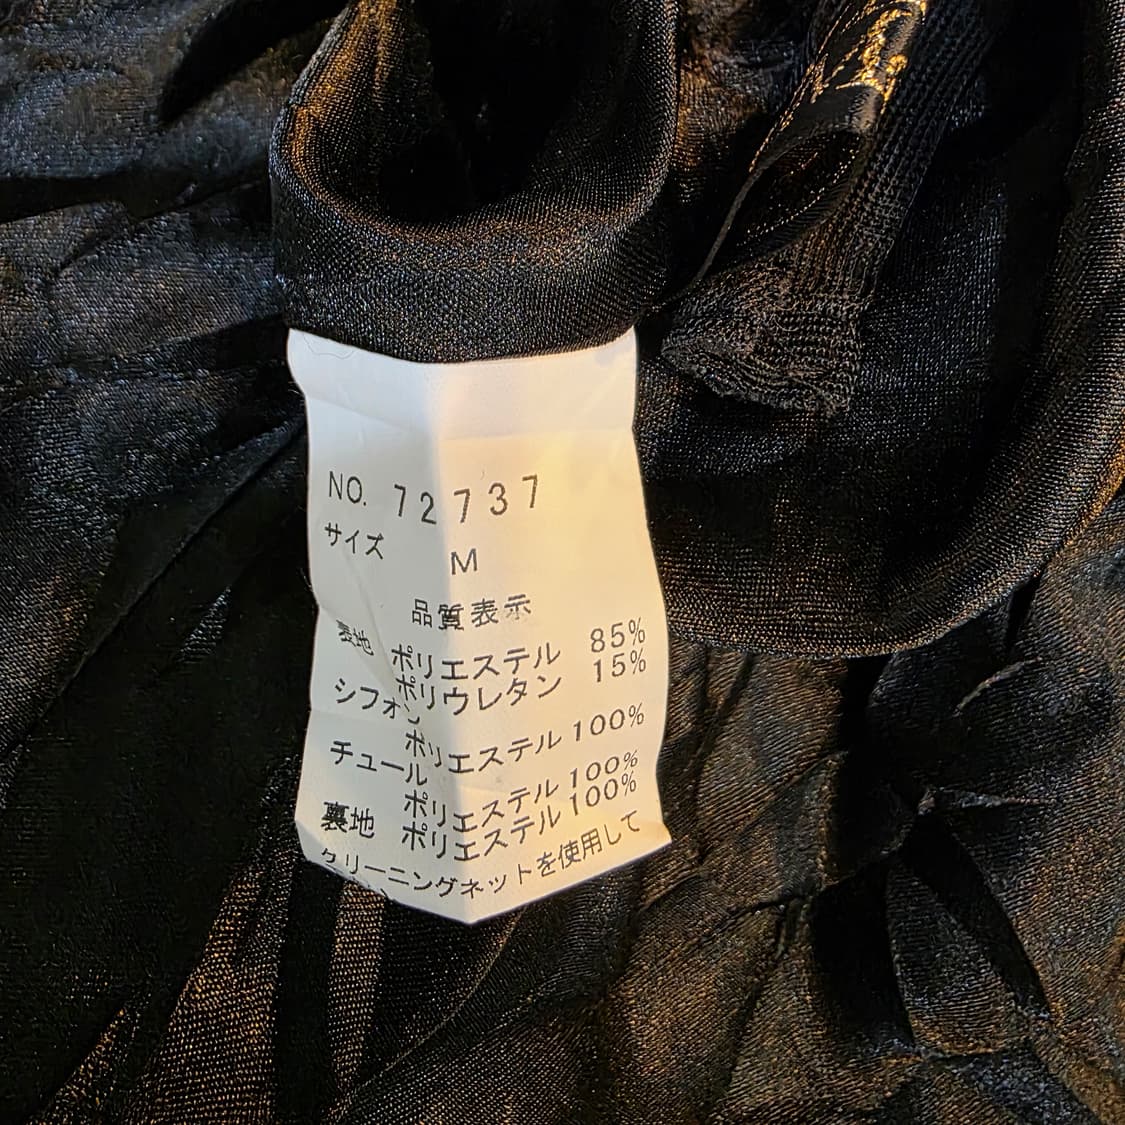 NO. 72737
サイズ M
品質表示
表地 ポリエステル 85%
ポリウレタン 15%
シフォン
ポリエステル 100%
チュール
ポリエステル 100%
裏地 ポリエステル 100%
クリーニングネットを使用して